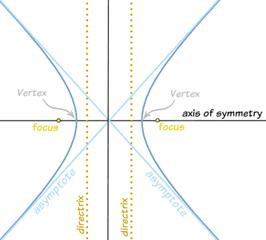 Vertex
Vertex
axis of symmetry
focus
focus
asymptote
asymptote
directrix
directrix